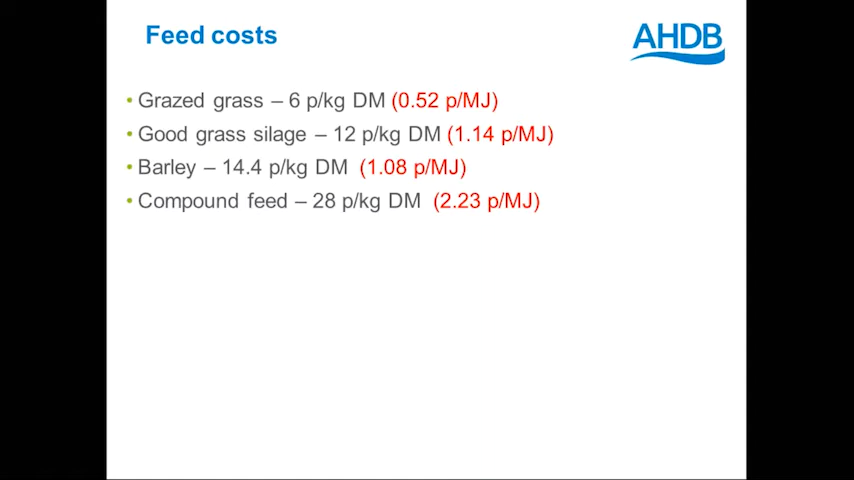 Feed costs
AHDB
• Grazed grass – 6 p/kg DM (0.52 p/MJ)
• Good grass silage – 12 p/kg DM (1.14 p/MJ)
• Barley – 14.4 p/kg DM (1.08 p/MJ)
• Compound feed – 28 p/kg DM (2.23 p/MJ)